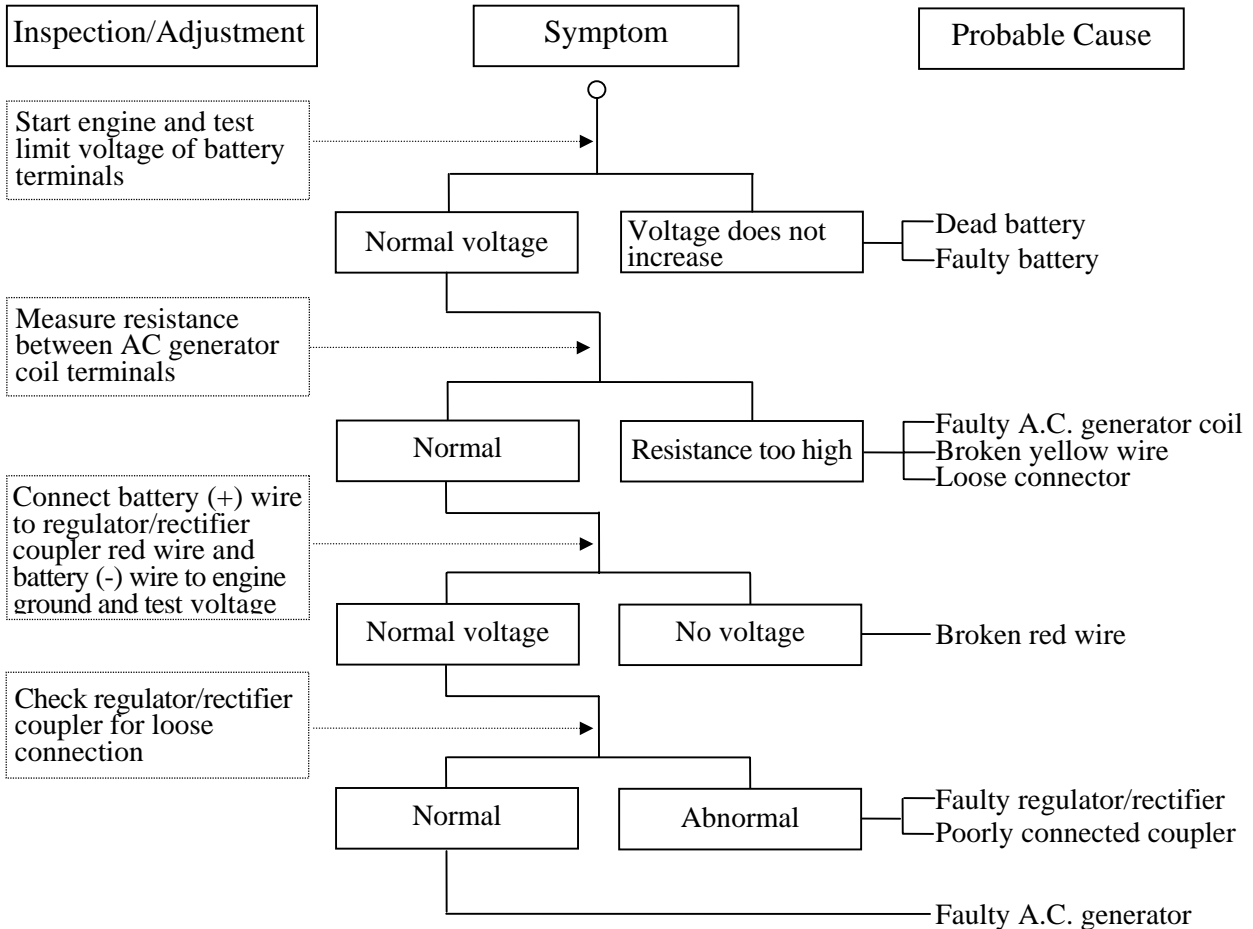 Inspection/Adjustment
Symptom
Probable Cause
Start engine and test
limit voltage of battery
terminals
Normal voltage
Voltage does not
increase
Dead battery
Faulty battery
Measure resistance
between AC generator
coil terminals
Normal
Resistance too high
Faulty A.C. generator coil
Broken yellow wire
Loose connector
Connect battery (+) wire
to regulator/rectifier
coupler red wire and
battery (-) wire to engine
ground and test voltage
Normal voltage
No voltage
Broken red wire
Check regulator/rectifier
coupler for loose
connection
Normal
Abnormal
Faulty regulator/rectifier
Poorly connected coupler
Faulty A.C. generator